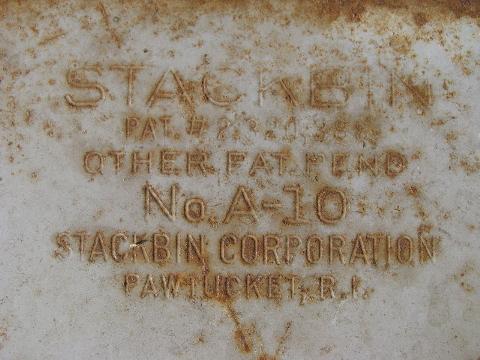 STACKBIN
PAT.
OTHER PAT. PEND
No. A-10
STACKBIN CORPORATION
PAWTUCKET, R.I.